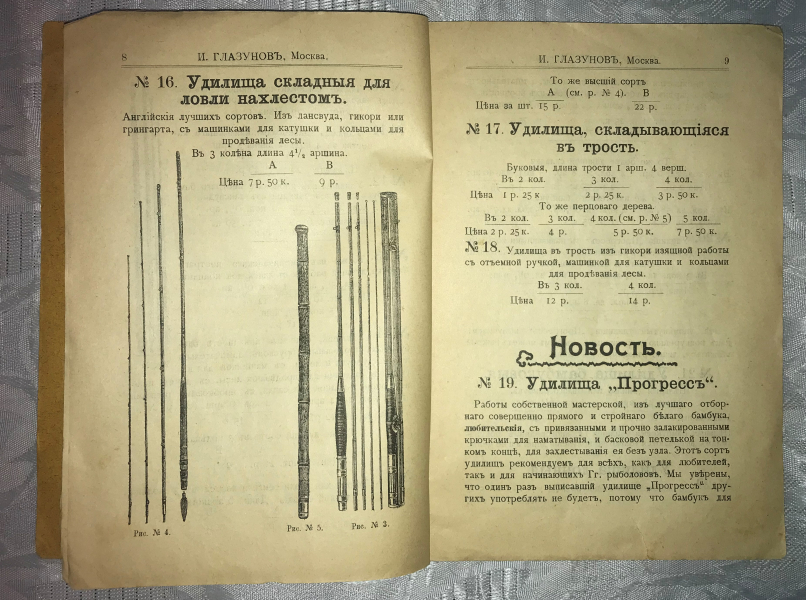 8
И. ГЛАЗУНОВЪ, Москва.
№ 16. Удилища складныя для
ловли нахлестомъ.
Англійскія лучшихъ сортовъ. Изъ лансвуда, гикори или
грингарта, съ машинками для катушки и кольцами для
продѣванія лесы.
Въ 3 колѣна длина 4¹/₂ аршина.
А В
Цѣна 7 р. 50 к. 9 р.
Рис. № 4.
Рис. № 5.
Рис. № 3.
И. ГЛАЗУНОВЪ, Москва.
9
То же высшій сортъ
А (см. р. № 4). В
Цѣна за шт. 15 р. 22 р.
№ 17. Удилища, складывающіяся
въ трость.
Буковыя, длина трости 1 арш. 4 верш.
Въ 2 кол. 3 кол. 4 кол.
Цѣна 1 р. 25 к 2 р. 25 к. 3 р. 50 к.
То же перцоваго дерева.
Въ 2 кол. 3 кол. 4 кол. (см. р. № 5) 5 кол.
Цѣна 2 р. 25 к. 4 р. 5 р. 50 к. 7 р. 50 к.
№ 18. Удилища въ трость изъ гикори изящной работы
съ отъемной ручкой, машинкой для катушки и кольцами
для продѣванія лесы.
Въ 3 кол. 4 кол.
Цѣна 12 р. 14 р.
Новость.
№ 19. Удилища „Прогрессъ“.
Работы собственной мастерской, изъ лучшаго отбор-
наго совершенно прямого и стройнаго бѣлаго бамбука,
любительскія, съ привязанными и прочно залакированными
крючками для наматыванія, и басковой петелькой на тон-
комъ концѣ, для захлестыванія ея безъ узла. Этотъ сортъ
удилищъ рекомендуемъ для всѣхъ, какъ для любителей,
такъ и для начинающихъ Гг. рыболововъ. Мы увѣрены,
что одинъ разъ выписавшій удилище „Прогрессъ“ дру-
гихъ употреблять не будетъ, потому что бамбукъ для